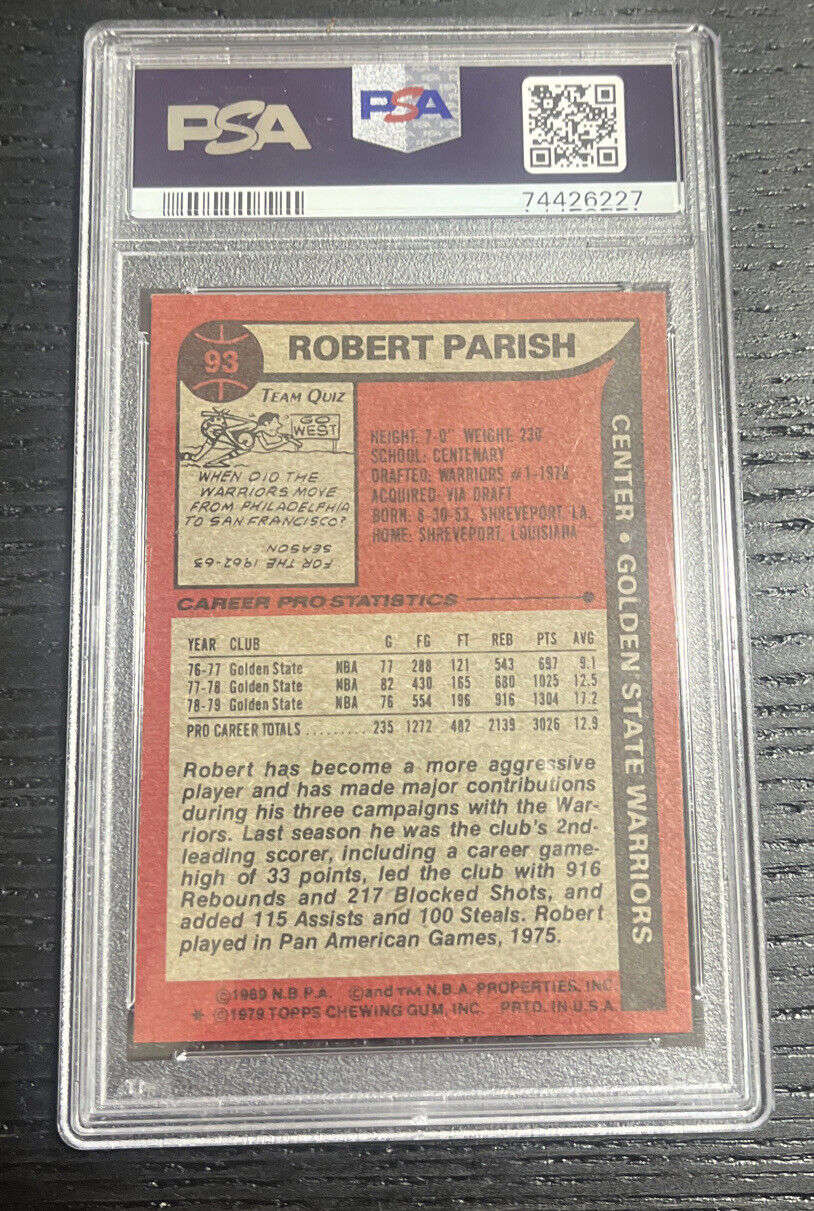 PSA
PSA
74426227
93
ROBERT PARISH
TEAM QUIZ
GO
WEST
WHEN DID THE
WARRIORS MOVE
FROM PHILADELPHIA
TO SAN FRANCISCO?
FOR THE 1962-63
SEASON
HEIGHT: 7-0" WEIGHT: 230
SCHOOL: CENTENARY
DRAFTED: WARRIORS #1-1976
ACQUIRED: VIA DRAFT
BORN: 8-30-53, SHREVEPORT, LA.
HOME: SHREVEPORT, LOUISIANA
CENTER • GOLDEN STATE WARRIORS
CAREER PRO STATISTICS
YEAR CLUB G FG FT REB PTS AVG
76-77 Golden State NBA 77 288 121 543 697 9.1
77-78 Golden State NBA 82 430 165 680 1025 12.5
78-79 Golden State NBA 76 554 196 916 1304 17.2
PRO CAREER TOTALS ......... 235 1272 482 2139 3026 12.9
Robert has become a more aggressive
player and has made major contributions
during his three campaigns with the War-
riors. Last season he was the club's 2nd-
leading scorer, including a career game-
high of 33 points, led the club with 916
Rebounds and 217 Blocked Shots, and
added 115 Assists and 100 Steals. Robert
played in Pan American Games, 1975.
©1969 N.B.P.A. ©and TM N.B.A. PROPERTIES, INC.
* ©1979 TOPPS CHEWING GUM, INC. PRTD. IN U.S.A.